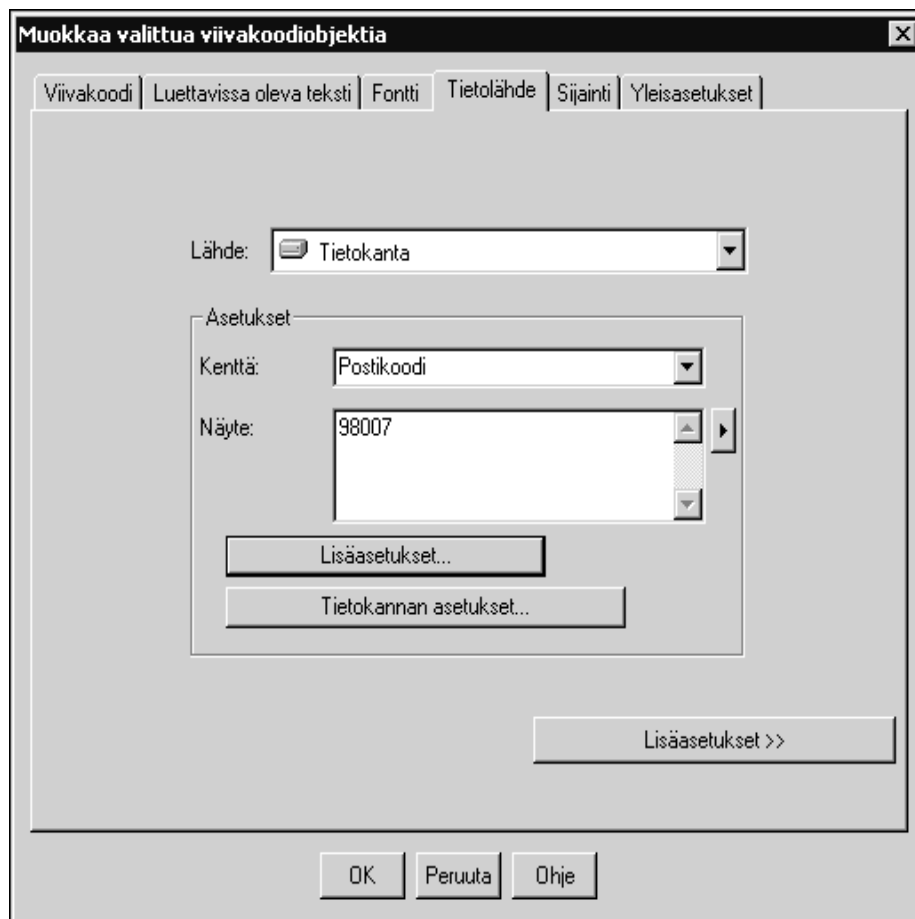 Muokkaa valittua viivakoodiobjektia
Viivakoodi Luettavissa oleva teksti Fontti Tietolähde Sijainti Yleisasetukset
Lähde: Tietokanta
Asetukset
Kenttä: Postikoodi
Näyte: 98007
Lisäasetukset...
Tietokannan asetukset...
Lisäasetukset >>
OK Peruuta Ohje